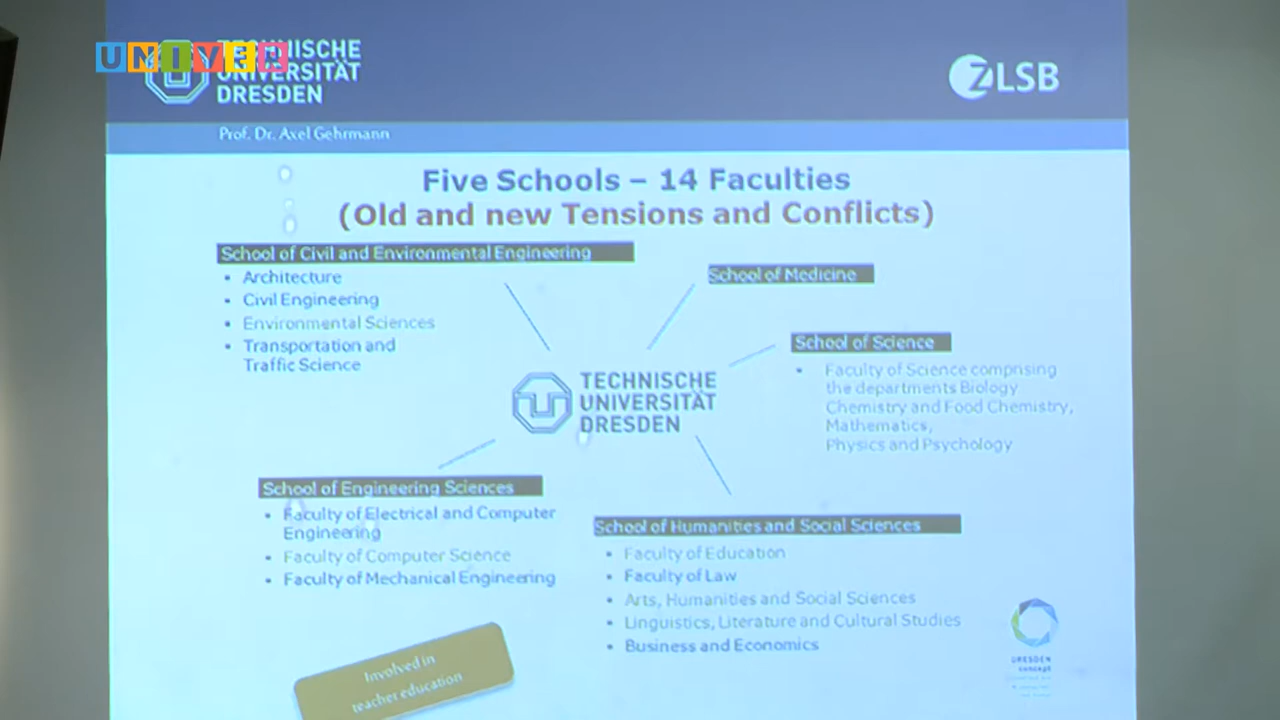 UNIVER
TECHNISCHE
UNIVERSITÄT
DRESDEN
ZLSB
Prof. Dr. Axel Gehrmann
Five Schools – 14 Faculties
(Old and new Tensions and Conflicts)
School of Civil and Environmental Engineering
• Architecture
• Civil Engineering
• Environmental Sciences
• Transportation and
Traffic Science
School of Medicine
School of Science
• Faculty of Science comprising
the departments Biology
Chemistry and Food Chemistry,
Mathematics,
Physics and Psychology
TECHNISCHE
UNIVERSITÄT
DRESDEN
School of Engineering Sciences
• Faculty of Electrical and Computer
Engineering
• Faculty of Computer Science
• Faculty of Mechanical Engineering
School of Humanities and Social Sciences
• Faculty of Education
• Faculty of Law
• Arts, Humanities and Social Sciences
• Linguistics, Literature and Cultural Studies
• Business and Economics
Involved in
teacher education
DRESDEN
concept